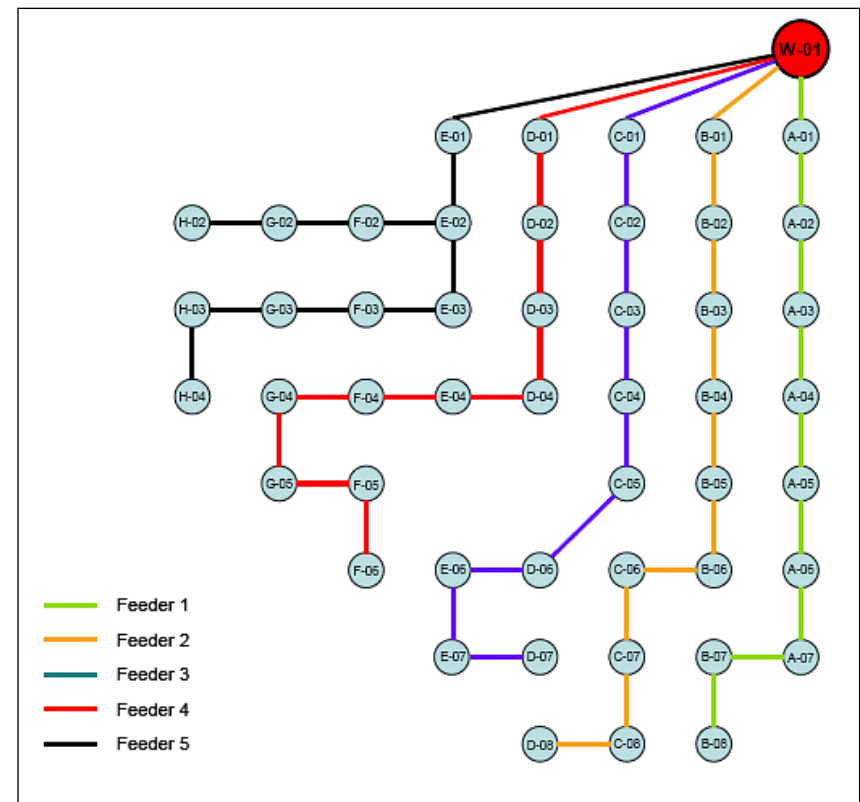 W-01
E-01 D-01 C-01 B-01 A-01
H-02 G-02 F-02 E-02 D-02 C-02 B-02 A-02
H-03 G-03 F-03 E-03 D-03 C-03 B-03 A-03
H-04 G-04 F-04 E-04 D-04 C-04 B-04 A-04
G-05 F-05 C-05 B-05 A-05
F-06 E-06 D-06 C-06 B-06 A-06
E-07 D-07 C-07 B-07 A-07
D-08 C-08 B-08
Feeder 1
Feeder 2
Feeder 3
Feeder 4
Feeder 5